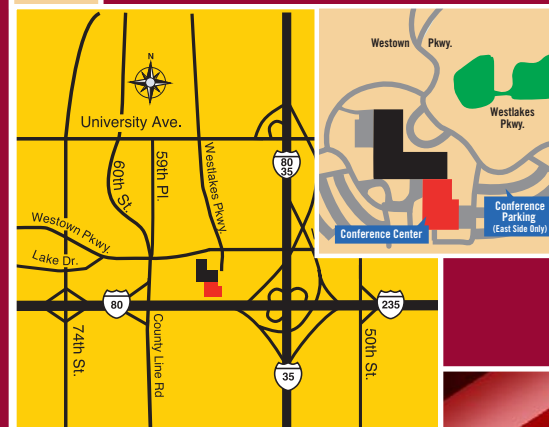 N
University Ave.
60th St.
59th Pl.
Westlakes Pkwy.
80
35
Westown Pkwy.
Lake Dr.
80
235
74th St.
County Line Rd
35
50th St.
Westown Pkwy.
Westlakes
Pkwy.
Conference Center
Conference
Parking
(East Side Only)